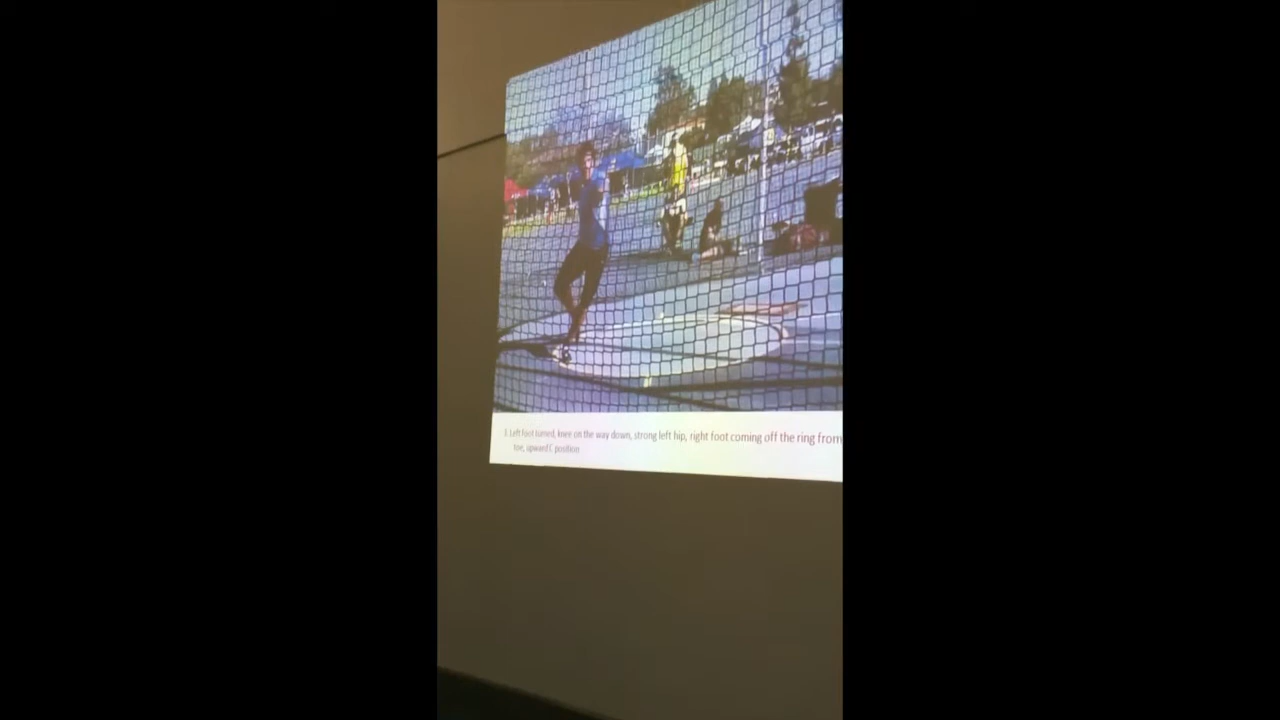 Left foot turned, knee on the way down, strong left hip, right foot coming off the ring from
toe, upward C position